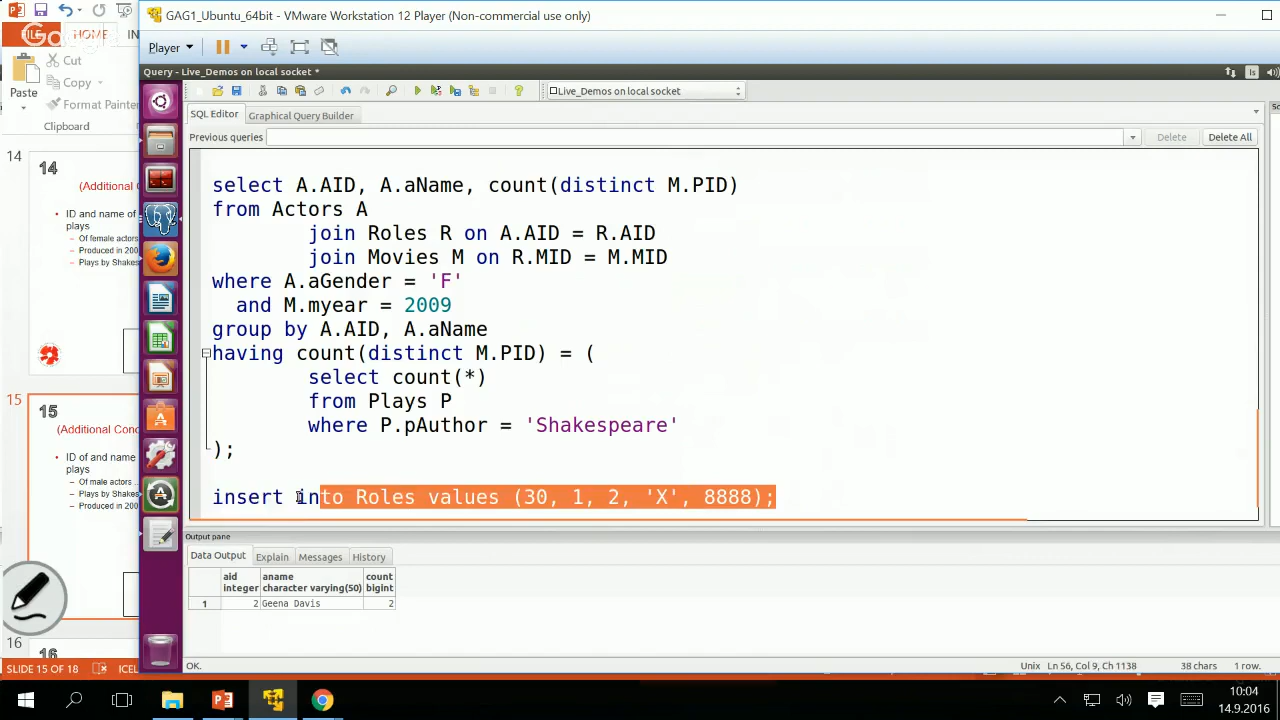 GAG1_Ubuntu_64bit - VMware Workstation 12 Player (Non-commercial use only)
FILE HOME IN
Player
Cut
Copy
Format Painter
Paste
Clipboard
Query - Live_Demos on local socket *
Live_Demos on local socket
SQL Editor Graphical Query Builder
Previous queries Delete Delete All
14
14
(Additional C
ID and name of
plays
Of female actors
Produced in 200
Plays by Shakes
15
15
(Additional Conc
ID of and name
plays
Of male actors
Plays by Shakes
Produced in 200
16
16
select A.AID, A.aName, count(distinct M.PID)
from Actors A
join Roles R on A.AID = R.AID
join Movies M on R.MID = M.MID
where A.aGender = 'F'
and M.myear = 2009
group by A.AID, A.aName
having count(distinct M.PID) = (
select count(*)
from Plays P
where P.pAuthor = 'Shakespeare'
);
insert into Roles values (30, 1, 2, 'X', 8888);
Output pane
Data Output Explain Messages History
aid integer aname character varying(50) count bigint
1 2 Geena Davis 2
OK. Unix Ln 56, Col 9, Ch 1138 38 chars 1 row.
SLIDE 15 OF 18 ICEL
10:04
14.9.2016